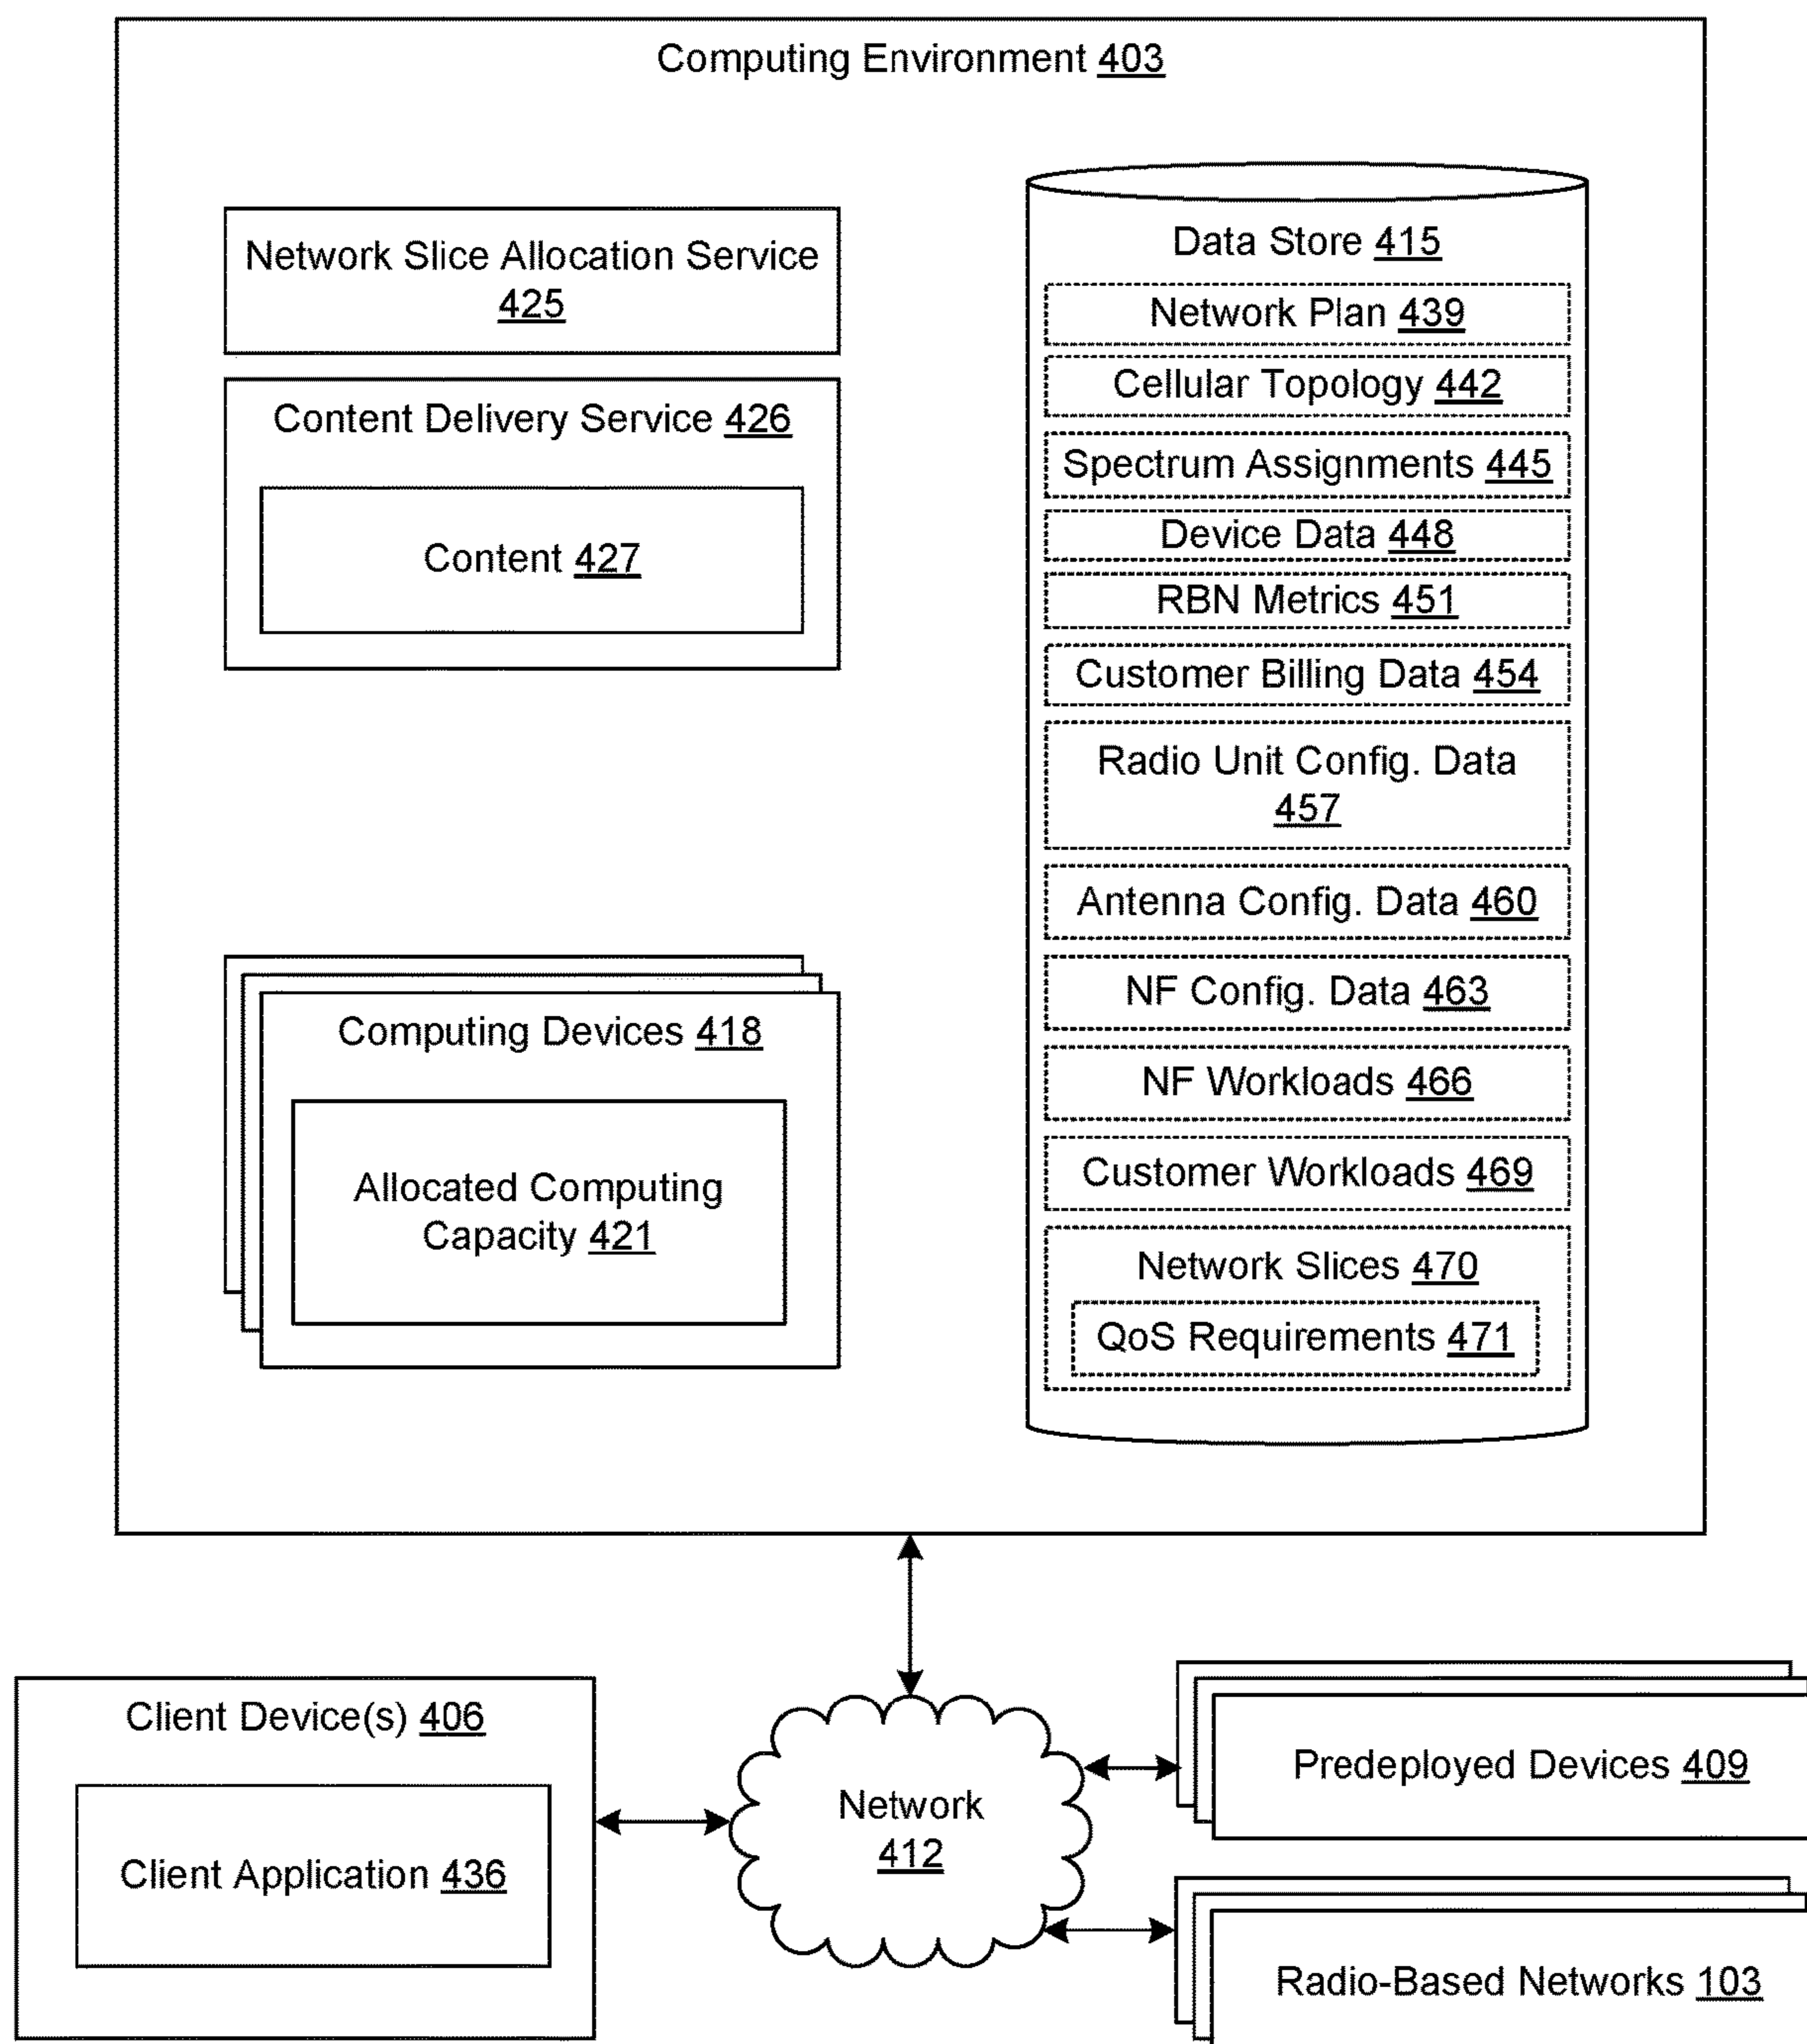 Computing Environment 403
Network Slice Allocation Service
425
Content Delivery Service 426
Content 427
Computing Devices 418
Allocated Computing
Capacity 421
Data Store 415
Network Plan 439
Cellular Topology 442
Spectrum Assignments 445
Device Data 448
RBN Metrics 451
Customer Billing Data 454
Radio Unit Config. Data
457
Antenna Config. Data 460
NF Config. Data 463
NF Workloads 466
Customer Workloads 469
Network Slices 470
QoS Requirements 471
Client Device(s) 406
Client Application 436
Network
412
Predeployed Devices 409
Radio-Based Networks 103